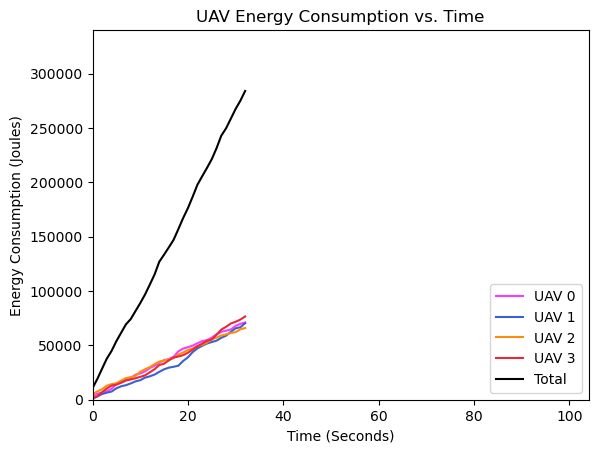 UAV Energy Consumption vs. Time
Energy Consumption (Joules)
300000
250000
200000
150000
100000
50000
0
0 20 40 60 80 100
Time (Seconds)
UAV 0
UAV 1
UAV 2
UAV 3
Total